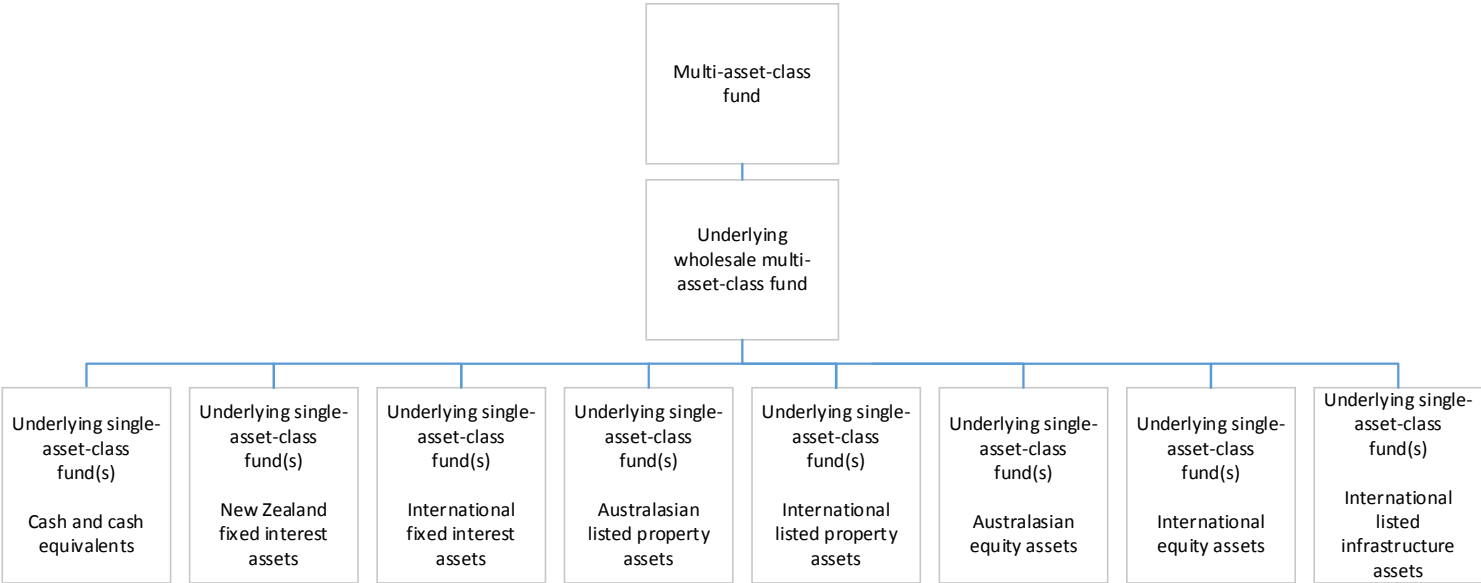 Multi-asset-class
fund
Underlying
wholesale multi-
asset-class fund
Underlying single-
asset-class
fund(s)
Cash and cash
equivalents
Underlying single-
asset-class
fund(s)
New Zealand
fixed interest
assets
Underlying single-
asset-class
fund(s)
International
fixed interest
assets
Underlying single-
asset-class
fund(s)
Australasian
listed property
assets
Underlying single-
asset-class
fund(s)
International
listed property
assets
Underlying single-
asset-class
fund(s)
Australasian
equity assets
Underlying single-
asset-class
fund(s)
International
equity assets
Underlying single-
asset-class
fund(s)
International
listed
infrastructure
assets